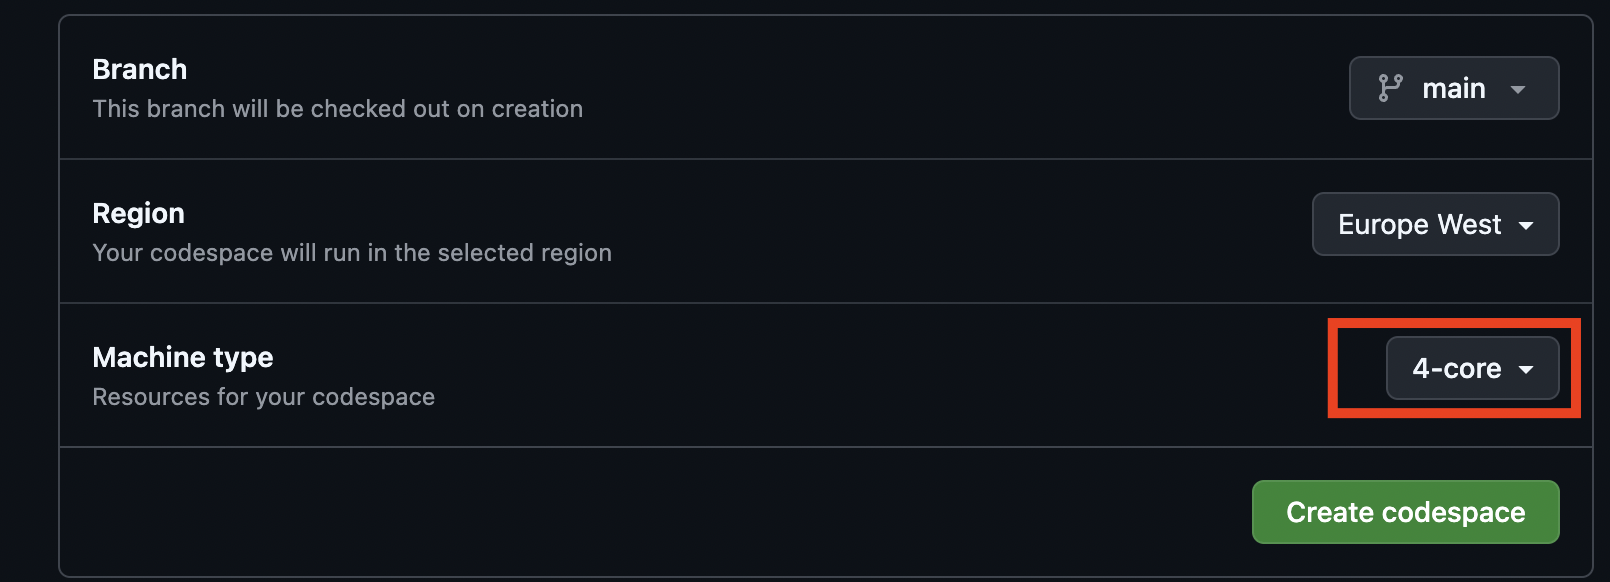 Branch
This branch will be checked out on creation
main
Region
Your codespace will run in the selected region
Europe West
Machine type
Resources for your codespace
4-core
Create codespace